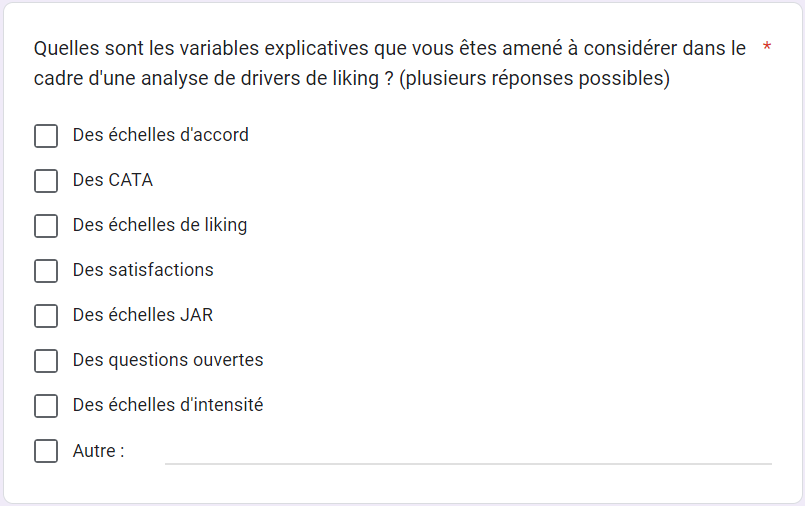 Quelles sont les variables explicatives que vous êtes amené à considérer dans le *
cadre d'une analyse de drivers de liking ? (plusieurs réponses possibles)
Des échelles d'accord
Des CATA
Des échelles de liking
Des satisfactions
Des échelles JAR
Des questions ouvertes
Des échelles d'intensité
Autre :